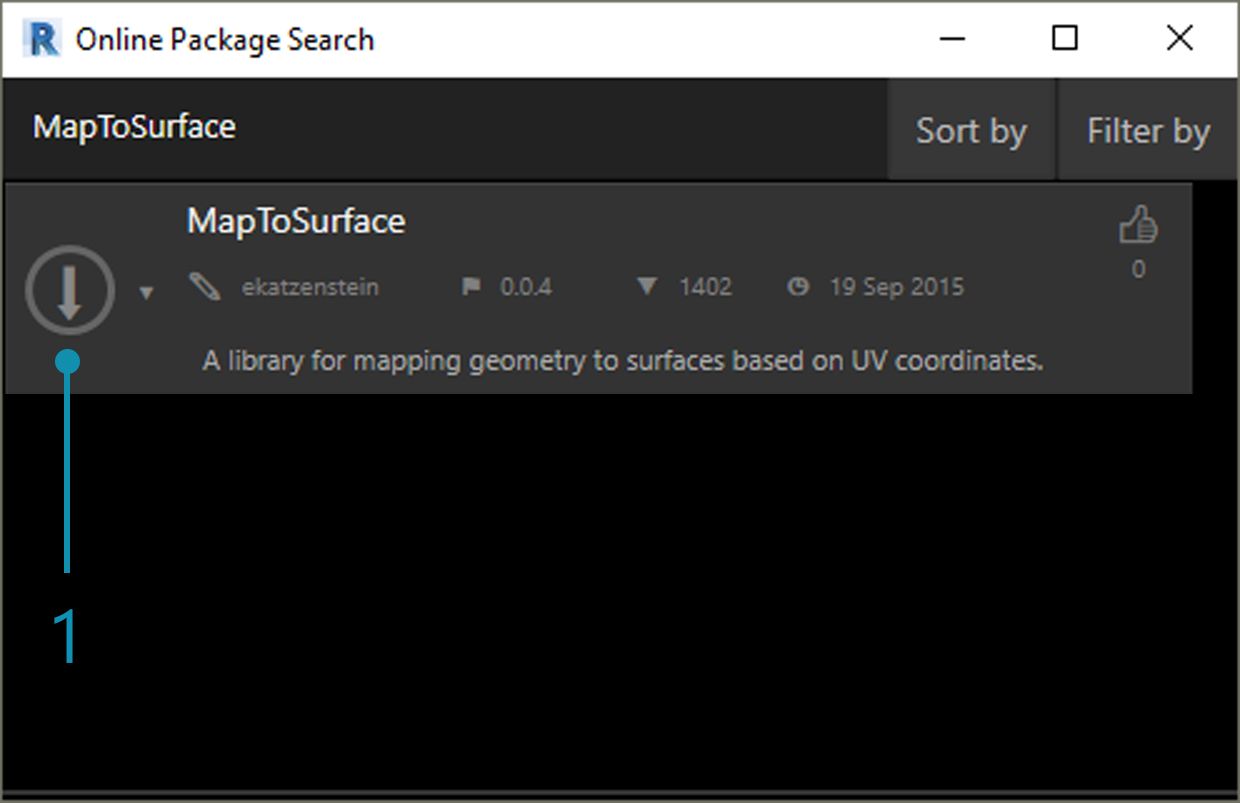 R Online Package Search
MapToSurface Sort by Filter by
MapToSurface
ekatzenstein 0.0.4 1402 19 Sep 2015 0
A library for mapping geometry to surfaces based on UV coordinates.
1